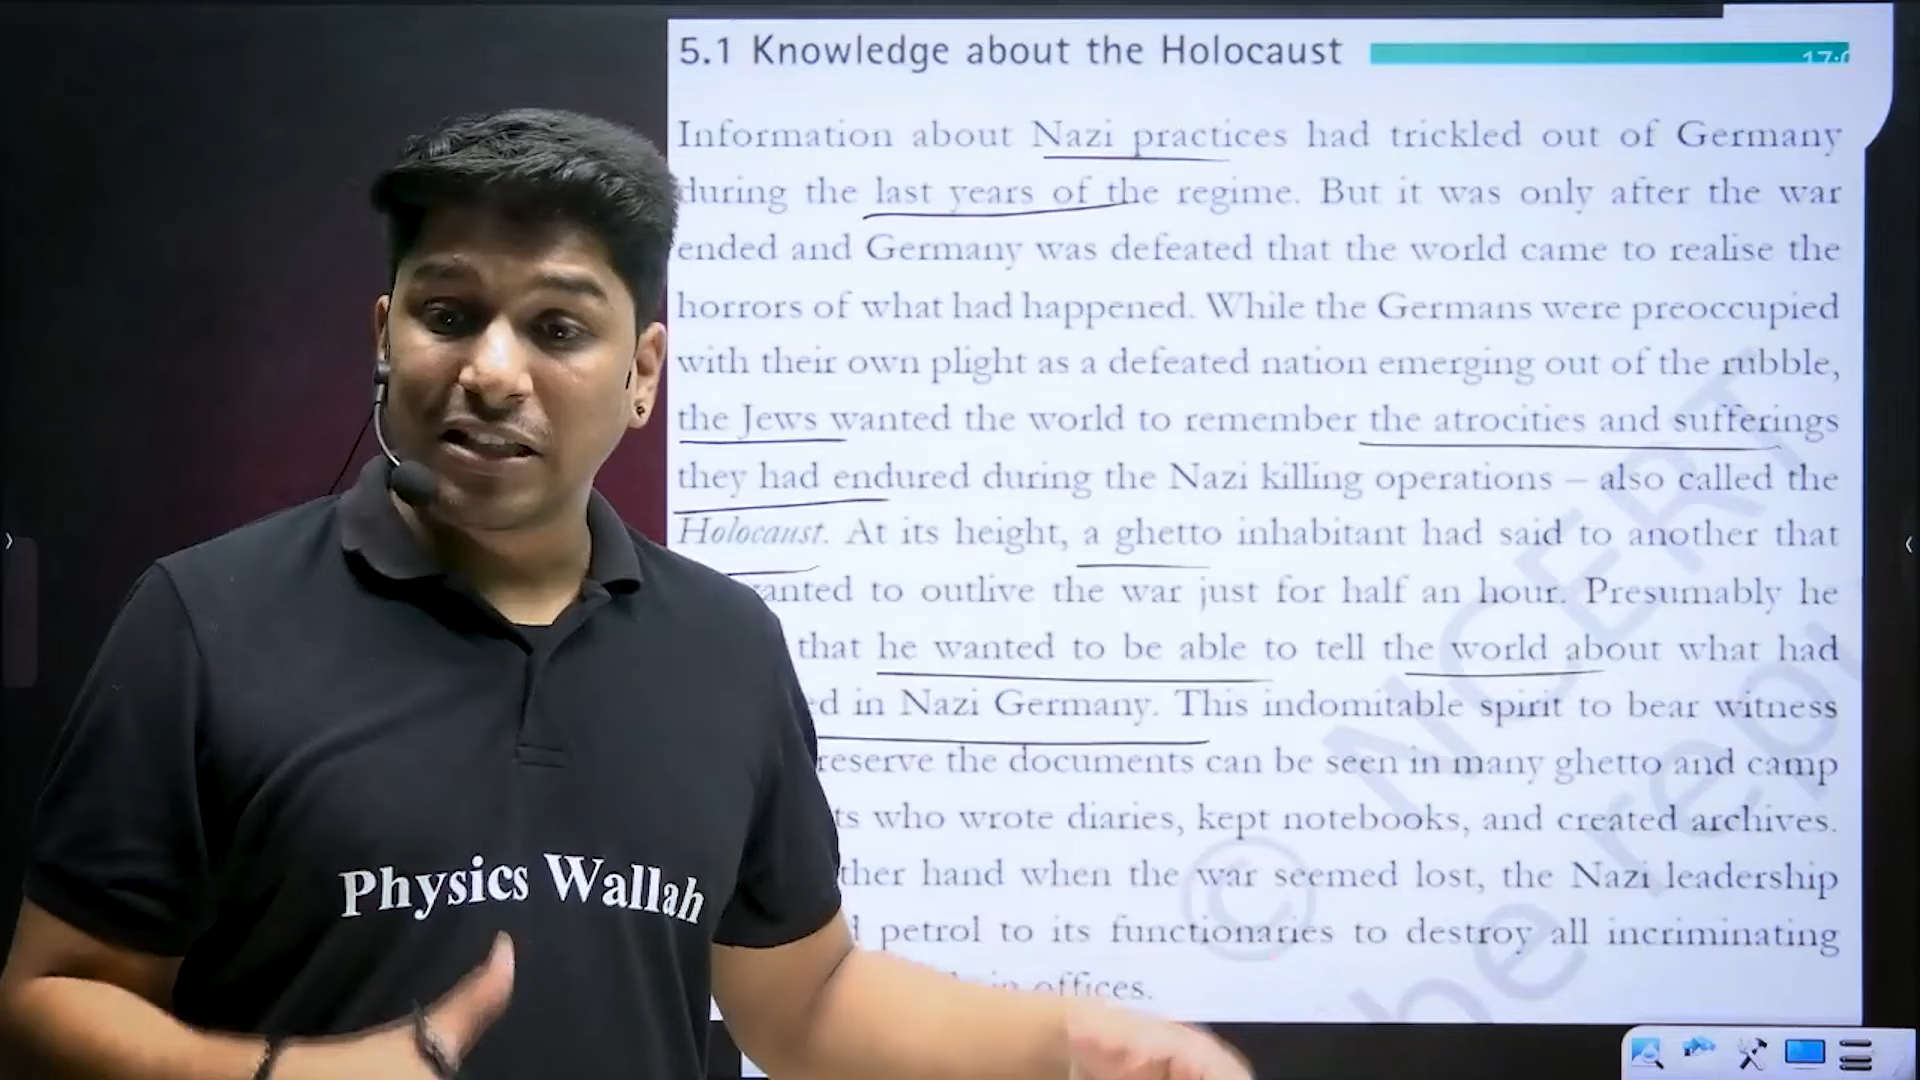 5.1 Knowledge about the Holocaust
Information about Nazi practices had trickled out of Germany
during the last years of the regime. But it was only after the war
ended and Germany was defeated that the world came to realise the
horrors of what had happened. While the Germans were preoccupied
with their own plight as a defeated nation emerging out of the rubble,
the Jews wanted the world to remember the atrocities and sufferings
they had endured during the Nazi killing operations – also called the
Holocaust. At its height, a ghetto inhabitant had said to another that
to outlive the war just for half an hour. Presumably he
that he wanted to be able to tell the world about what had
in Nazi Germany. This indomitable spirit to bear witness
the documents can be seen in many ghetto and camp
who wrote diaries, kept notebooks, and created archives.
hand when the war seemed lost, the Nazi leadership
petrol to its functionaries to destroy all incriminating
offices.
Physics Wallah
© NCERT